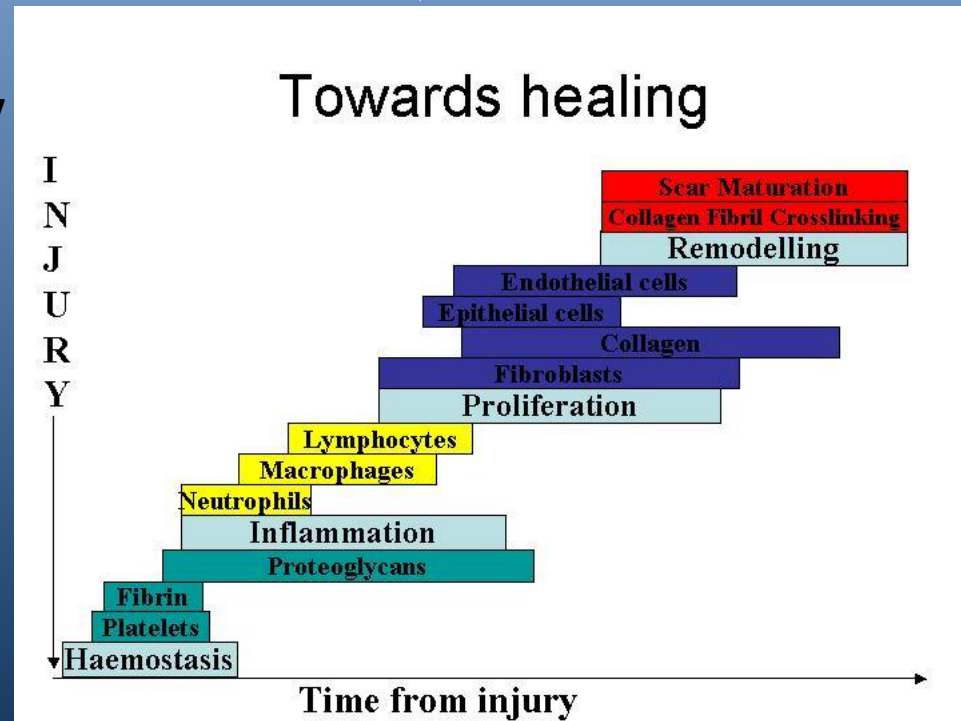 Towards healing
INJURY
Scar Maturation
Collagen Fibril Crosslinking
Remodelling
Endothelial cells
Epithelial cells
Collagen
Fibroblasts
Proliferation
Lymphocytes
Macrophages
Neutrophils
Inflammation
Proteoglycans
Fibrin
Platelets
Haemostasis
Time from injury